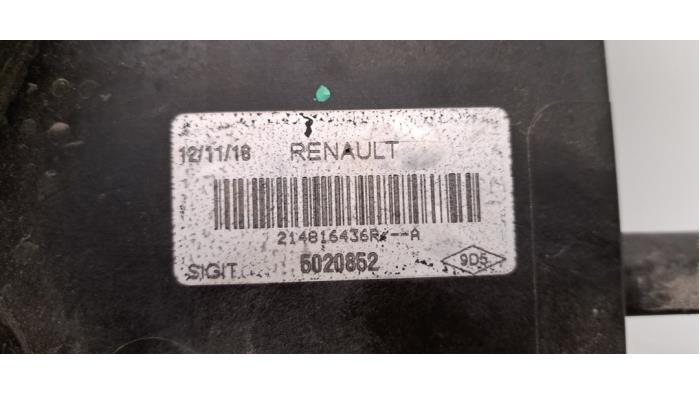 12/11/18 RENAULT
214816436R--A
SIGIT 5020852 9D5